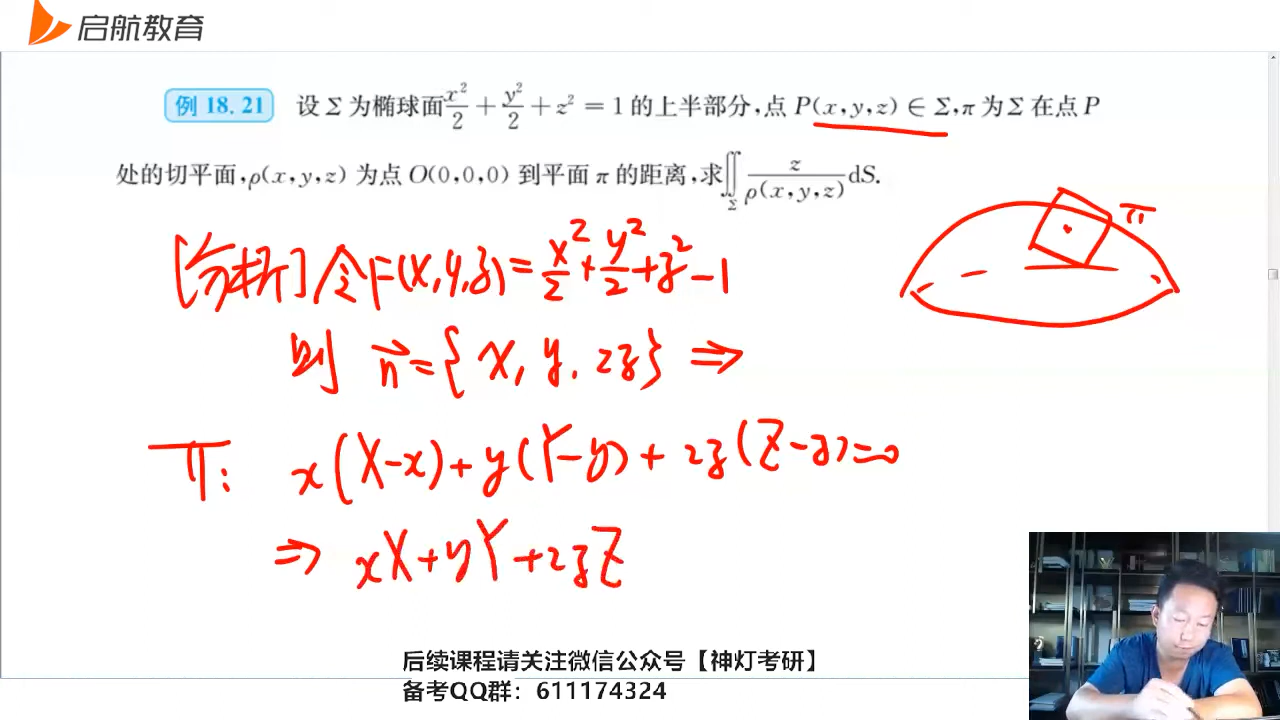 启航教育
例 18.21 设 Σ 为椭球面 x²/2 + y²/2 + z² = 1 的上半部分,点 P(x,y,z) ∈ Σ,π 为 Σ 在点 P
处的切平面,ρ(x,y,z) 为点 O(0,0,0) 到平面 π 的距离,求 ∬_Σ z/ρ(x,y,z) dS.
π
[分析] 令 F(x,y,z) = x²/2 + y²/2 + z² - 1
则 n⃗ = {x, y, 2z} ⇒
π: x(X-x) + y(Y-y) + 2z(Z-z) = 0
⇒ xX + yY + 2zZ
后续课程请关注微信公众号【神灯考研】
备考QQ群：611174324